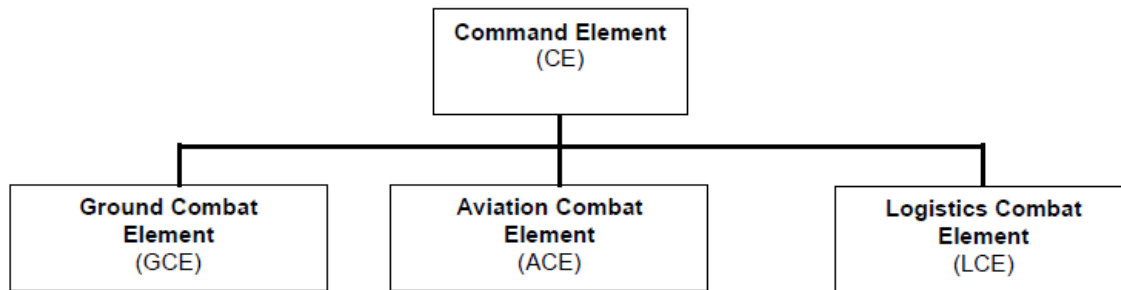 Command Element
(CE)
Ground Combat
Element
(GCE)
Aviation Combat
Element
(ACE)
Logistics Combat
Element
(LCE)